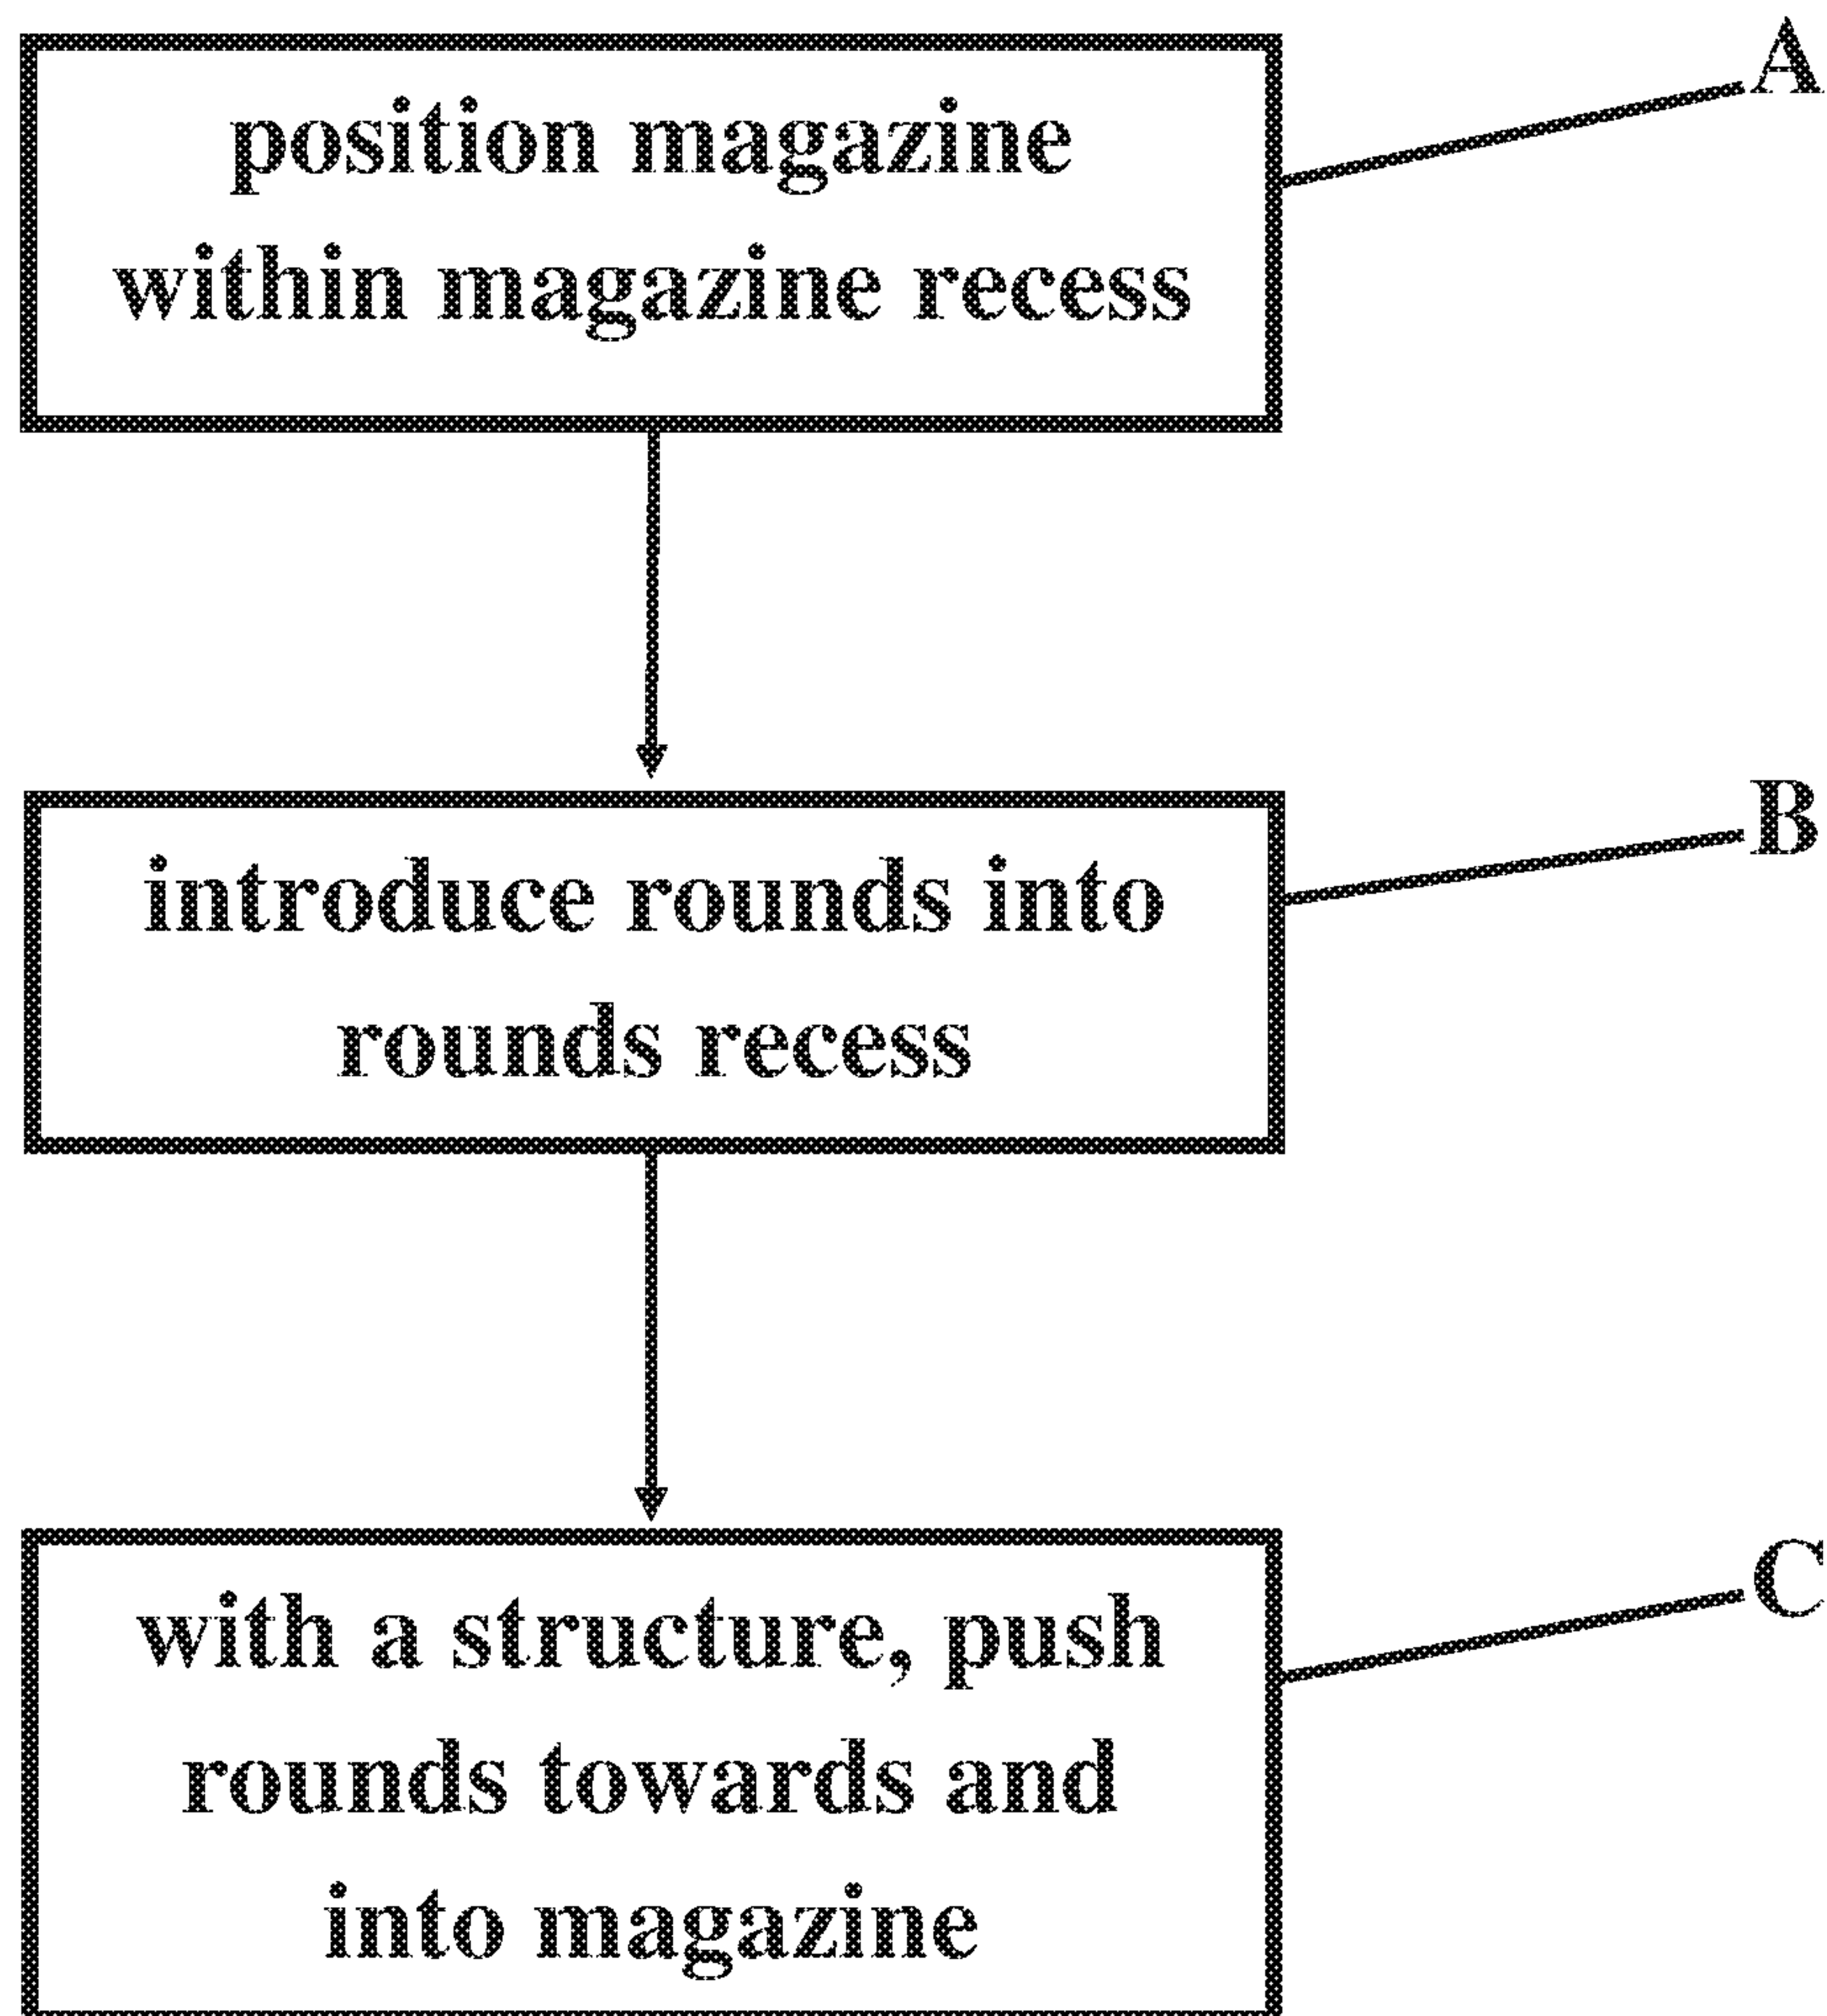 A
position magazine
within magazine recess
B
introduce rounds into
rounds recess
C
with a structure, push
rounds towards and
into magazine